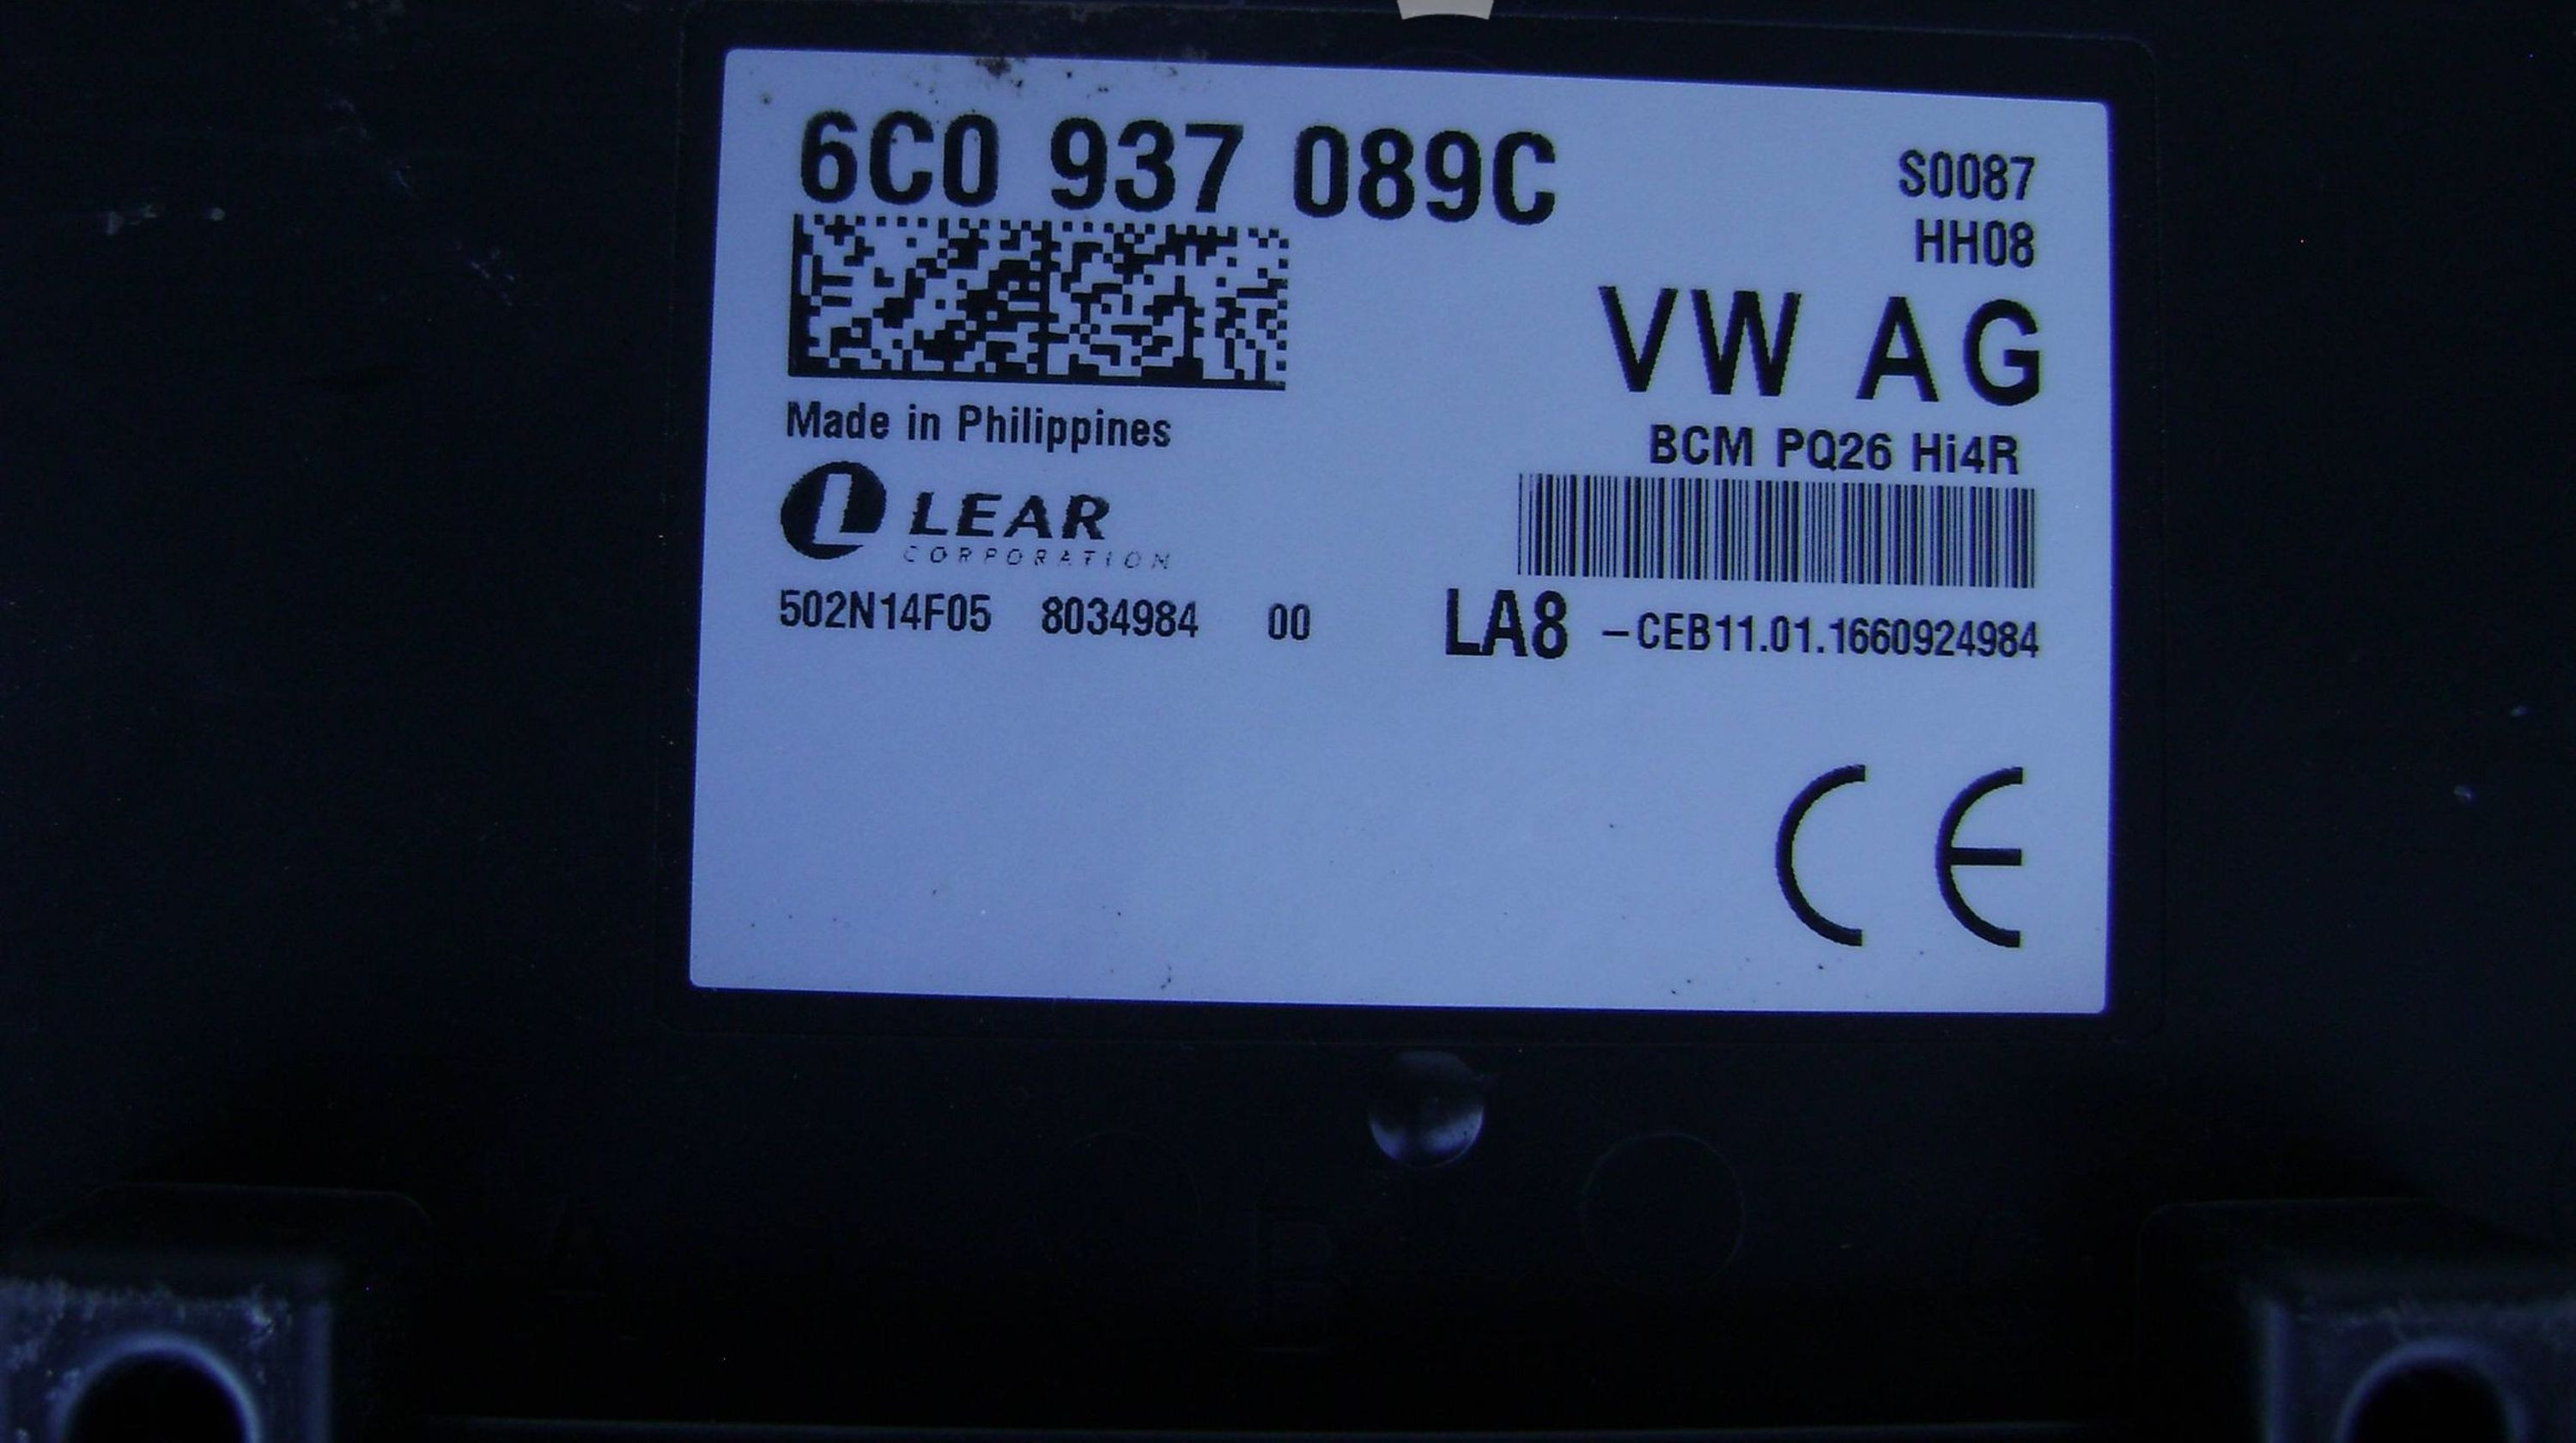 6C0 937 089C
S0087
HH08
VW AG
Made in Philippines
BCM PQ26 Hi4R
LEAR
CORPORATION
502N14F05 8034984 00
LA8 –CEB11.01.1660924984
CE